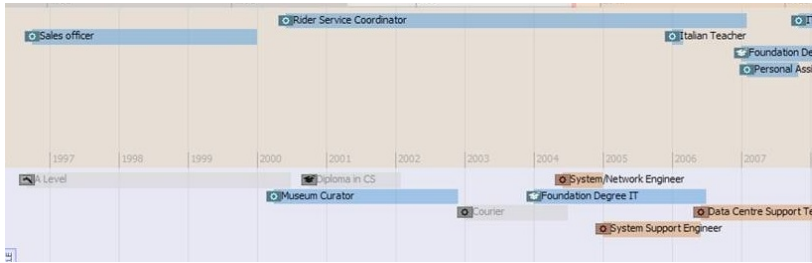 Rider Service Coordinator
Sales officer
Italian Teacher
Foundation De
Personal Assi
1997 1998 1999 2000 2001 2002 2003 2004 2005 2006 2007
A Level
Diploma in CS
System/Network Engineer
Museum Curator
Foundation Degree IT
Courier
Data Centre Support Te
System Support Engineer